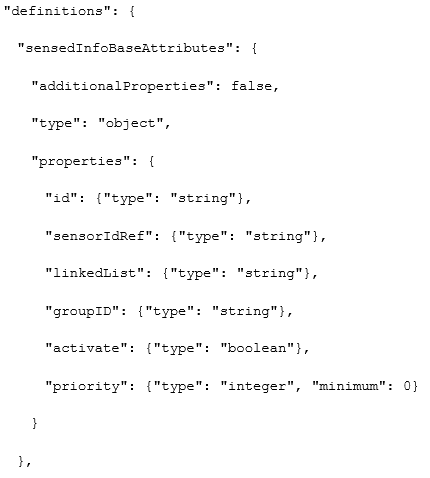 "definitions": {
"sensedInfoBaseAttributes": {
"additionalProperties": false,
"type": "object",
"properties": {
"id": {"type": "string"},
"sensorIdRef": {"type": "string"},
"linkedList": {"type": "string"},
"groupID": {"type": "string"},
"activate": {"type": "boolean"},
"priority": {"type": "integer", "minimum": 0}
}
},